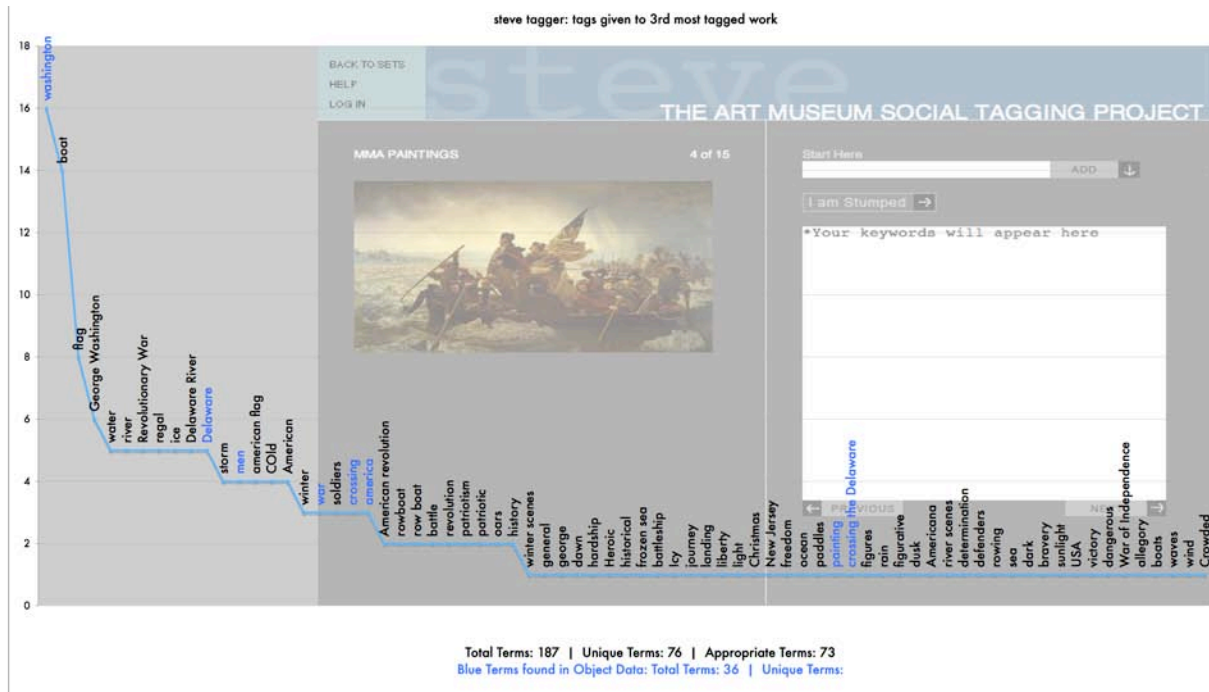 steve tagger: tags given to 3rd most tagged work
18
16
14
12
10
8
6
4
2
0
steve
BACK TO SETS
HELP
LOG IN
THE ART MUSEUM SOCIAL TAGGING PROJECT
MMA PAINTINGS
4 of 15
Start Here
ADD
I am Stumped
*Your keywords will appear here
PREVIOUS
washington
boat
flag
George Washington
water
river
Revolutionary War
regal
ice
Delaware River
Delaware
storm
men
american flag
COld
American
winter
war
soldiers
crossing
america
American revolution
rowboat
row boat
battle
revolution
patriotism
patriotic
oars
history
winter scenes
general
george
dawn
hardship
Heroic
historical
frozen sea
battleship
Icy
journey
landing
liberty
light
Christmas
New Jersey
freedom
ocean
paddles
painting
crossing the Delaware
figures
rain
figurative
dusk
Americana
river scenes
determination
defenders
rowing
sea
dark
bravery
sunlight
USA
victory
dangerous
War of Independence
allegory
boats
waves
wind
Crowded
Total Terms: 187 | Unique Terms: 76 | Appropriate Terms: 73
Blue Terms found in Object Data: Total Terms: 36 | Unique Terms: